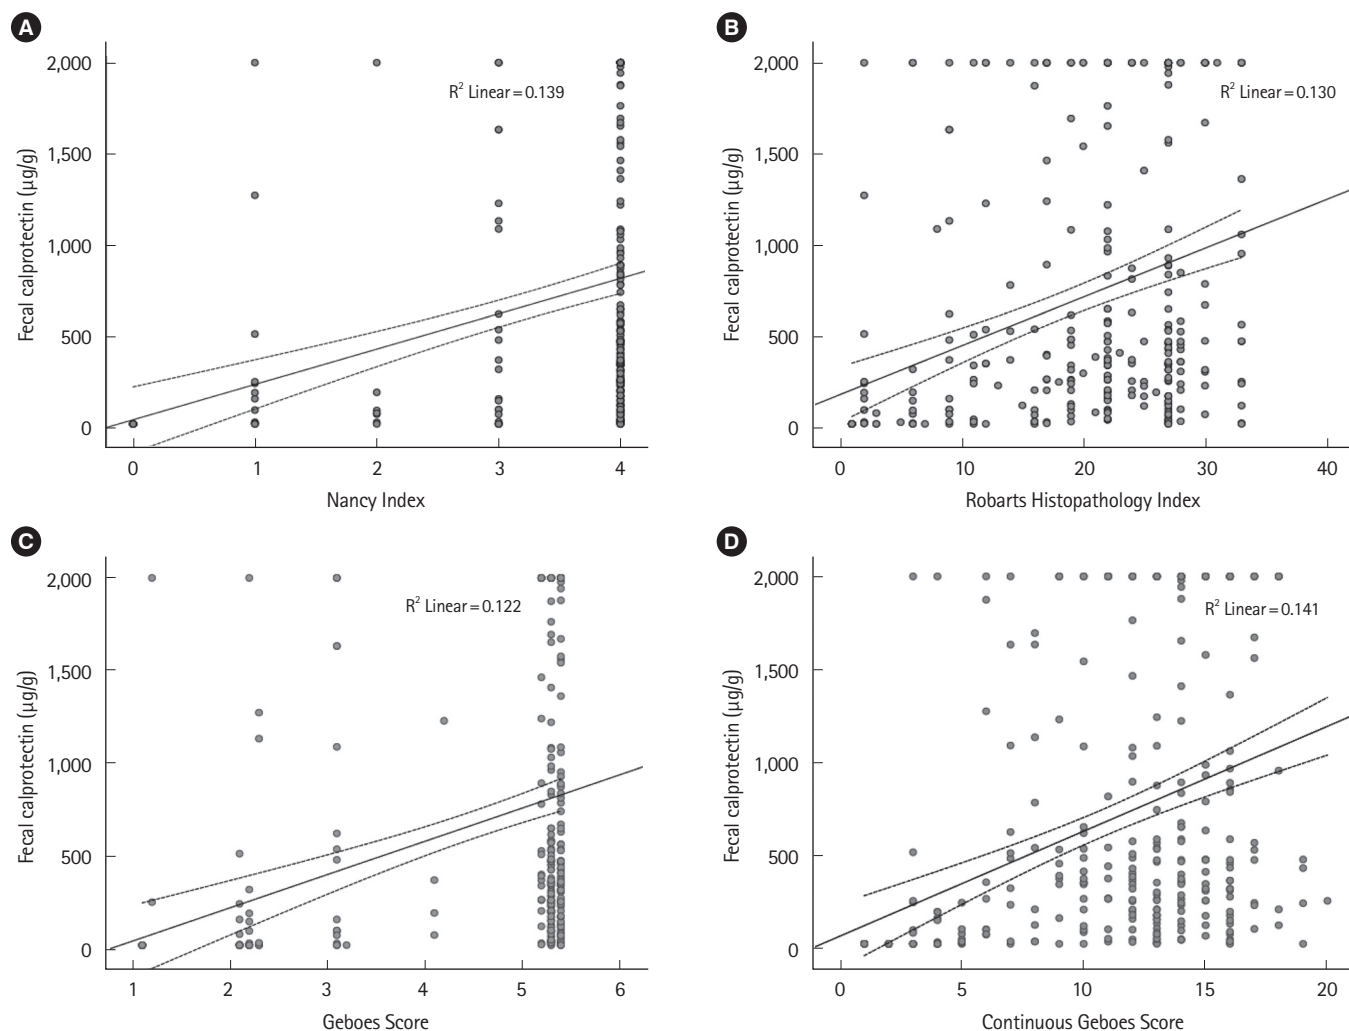 A
2,000
1,500
1,000
500
0
Fecal calprotectin (µg/g)
R² Linear = 0.139
0 1 2 3 4
Nancy Index
B
2,000
1,500
1,000
500
0
Fecal calprotectin (µg/g)
R² Linear = 0.130
0 10 20 30 40
Robarts Histopathology Index
C
2,000
1,500
1,000
500
0
Fecal calprotectin (µg/g)
R² Linear = 0.122
1 2 3 4 5 6
Geboes Score
D
2,000
1,500
1,000
500
0
Fecal calprotectin (µg/g)
R² Linear = 0.141
0 5 10 15 20
Continuous Geboes Score